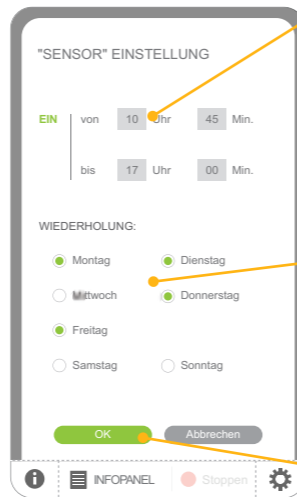 "SENSOR" EINSTELLUNG
EIN von 10 Uhr 45 Min.
bis 17 Uhr 00 Min.
WIEDERHOLUNG:
Montag Dienstag
Mittwoch Donnerstag
Freitag
Samstag Sonntag
OK Abbrechen
i INFOPANEL Stoppen